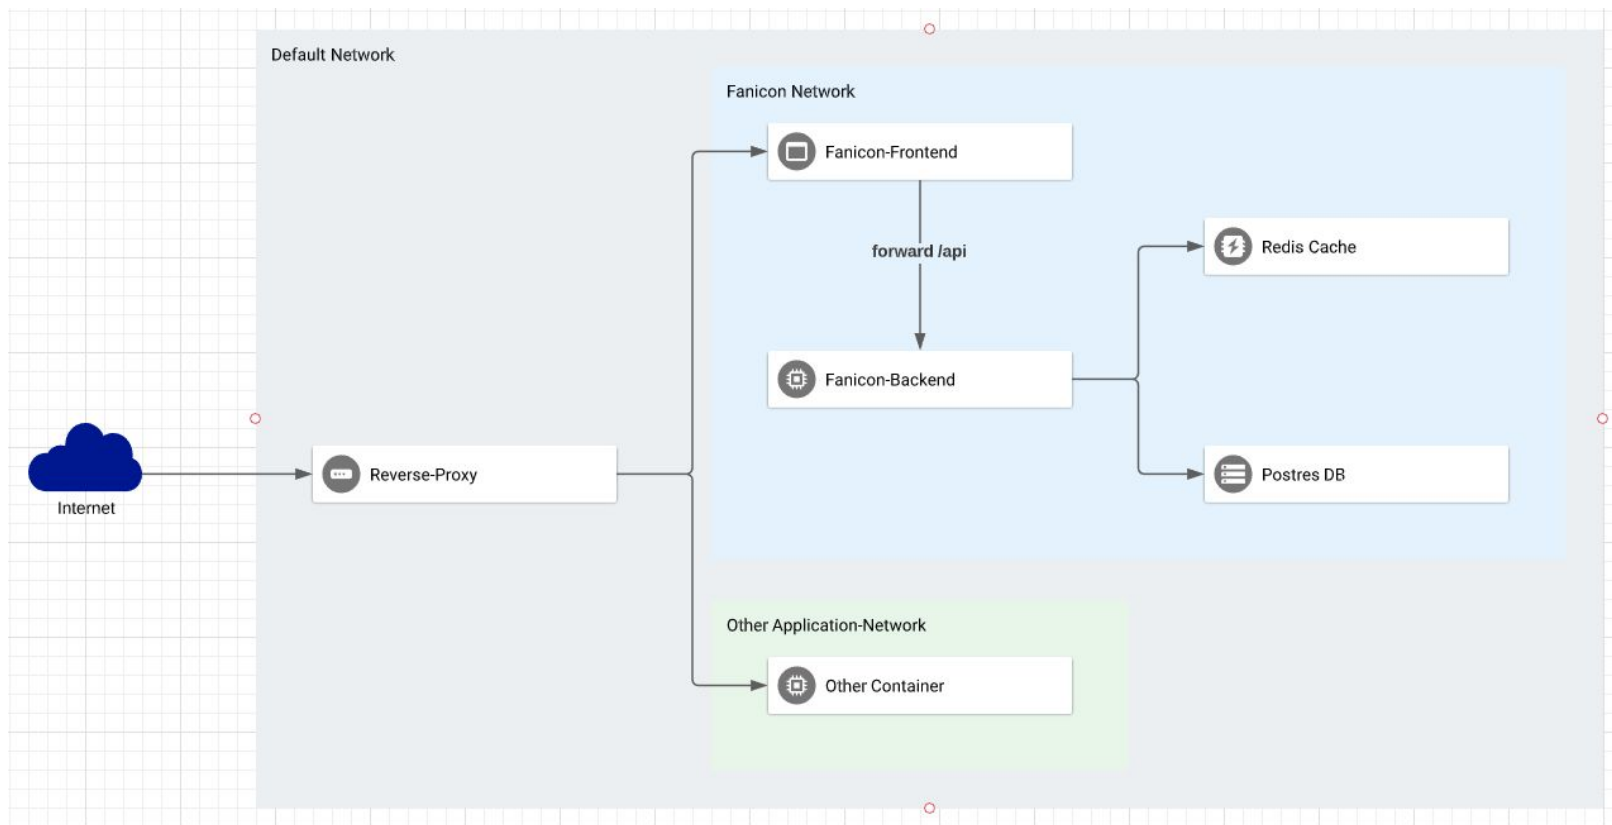 Default Network
Fanicon Network
Fanicon-Frontend
forward /api
Redis Cache
Fanicon-Backend
Reverse-Proxy
Postres DB
Internet
Other Application-Network
Other Container